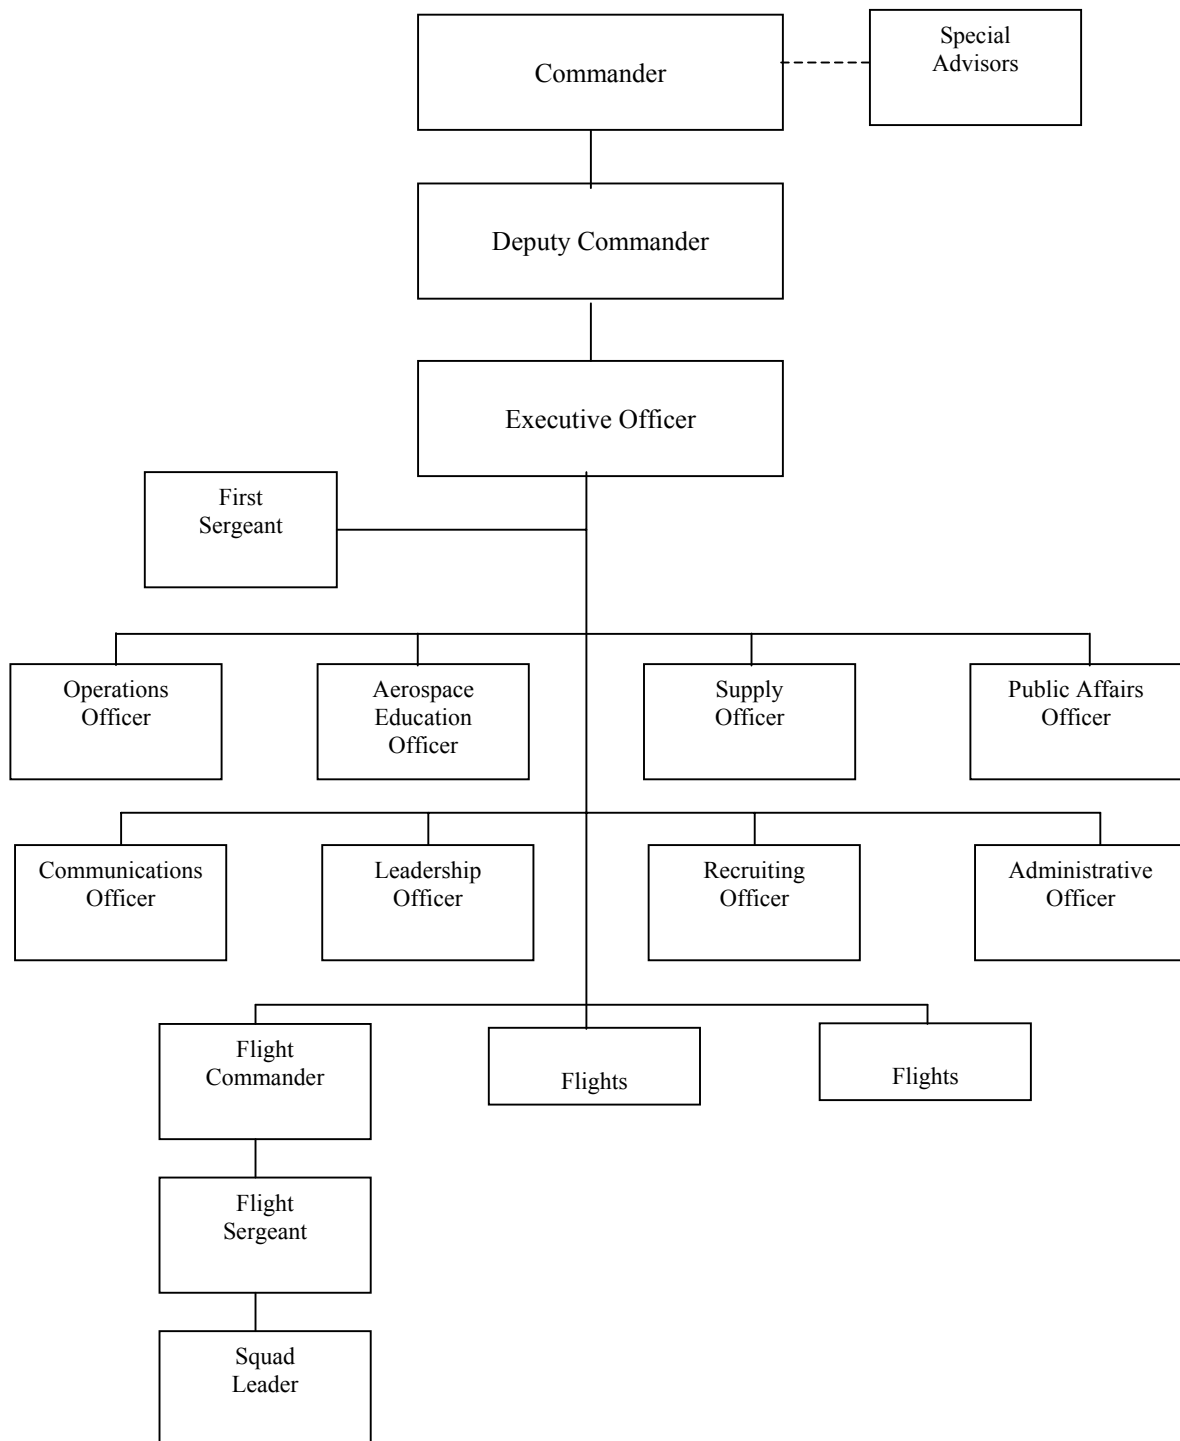 Special
Advisors
Commander
Deputy Commander
Executive Officer
First
Sergeant
Operations
Officer
Aerospace
Education
Officer
Supply
Officer
Public Affairs
Officer
Communications
Officer
Leadership
Officer
Recruiting
Officer
Administrative
Officer
Flight
Commander
Flights
Flights
Flight
Sergeant
Squad
Leader